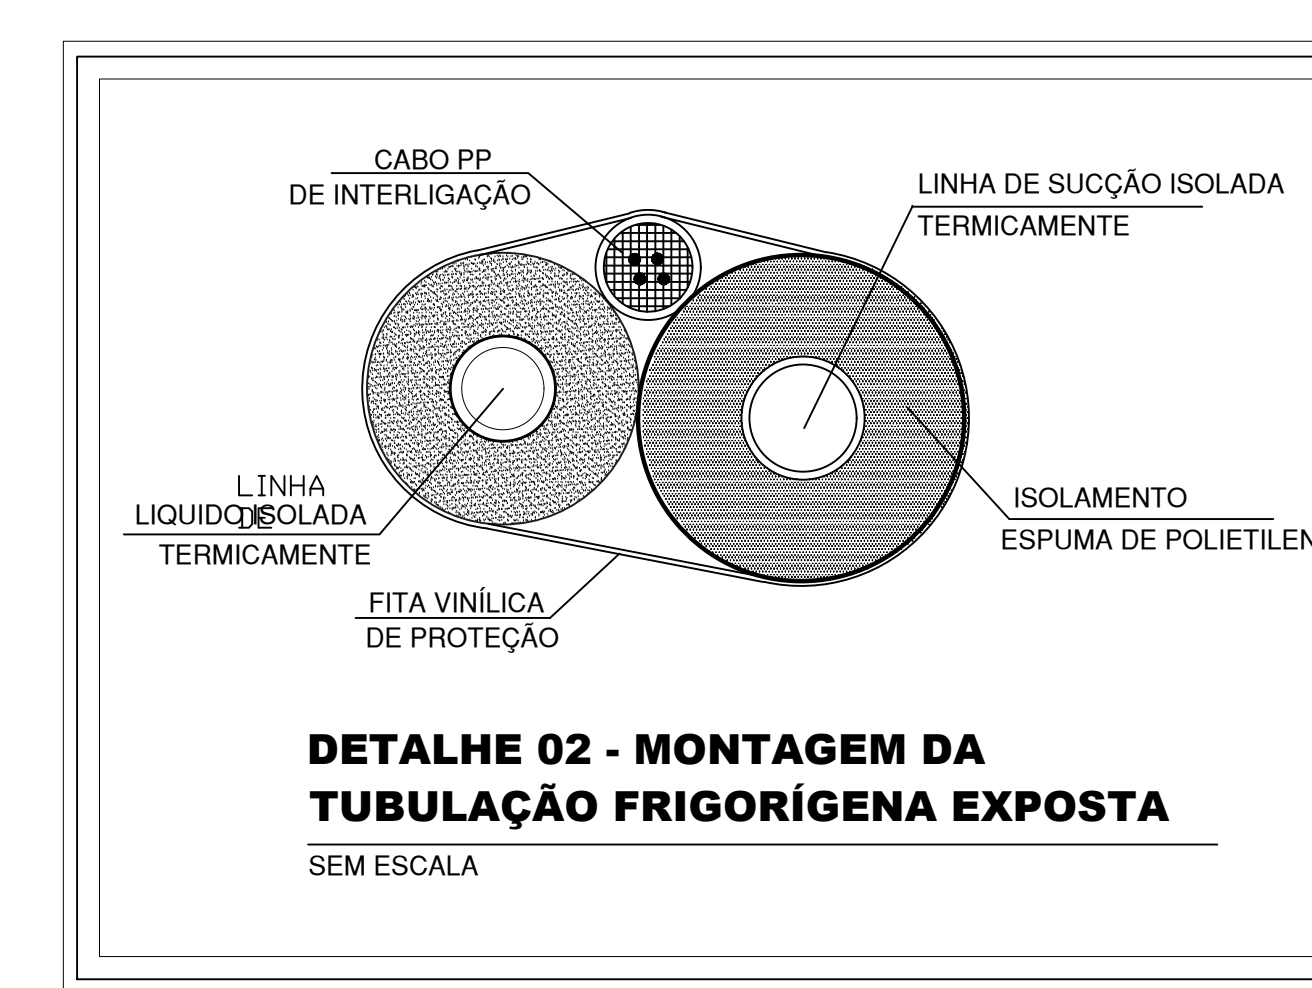 CABO PP
DE INTERLIGAÇÃO
LINHA DE SUCÇÃO ISOLADA
TERMICAMENTE
LINHA
DE
LIQUIDO ISOLADA
TERMICAMENTE
ISOLAMENTO
ESPUMA DE POLIETILEN
FITA VINÍLICA
DE PROTEÇÃO
DETALHE 02 - MONTAGEM DA
TUBULAÇÃO FRIGORÍGENA EXPOSTA
SEM ESCALA